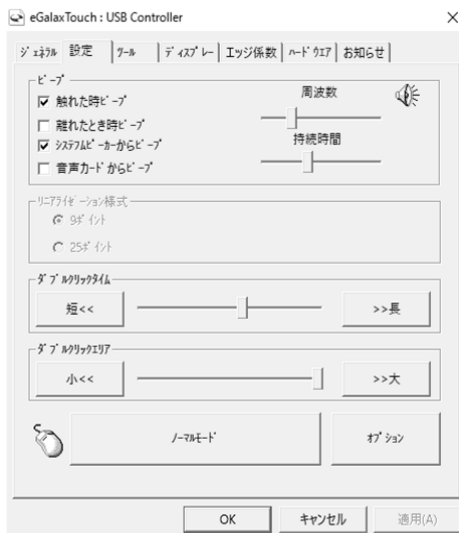 eGalaxTouch : USB Controller
ｼﾞｪﾈﾗﾙ 設定 ﾂｰﾙ ﾃﾞｨｽﾌﾟﾚｰ エッジ係数 ﾊｰﾄﾞｳｴｱ お知らせ
ﾋﾞｰﾌﾟ
触れた時ﾋﾞｰﾌﾟ
離れたとき時ﾋﾞｰﾌﾟ
ｼｽﾃﾌﾑﾋﾟｰｶｰからﾋﾞｰﾌﾟ
音声ｶｰﾄﾞからﾋﾞｰﾌﾟ
周波数
持続時間
ﾘﾆｱﾗｲｾﾞｰｼｮﾝ様式
9ﾎﾟｲﾝﾄ
25ﾎﾟｲﾝﾄ
ﾀﾞﾌﾞﾙｸﾘｯｸﾀｲﾑ
短<< >>長
ﾀﾞﾌﾞﾙｸﾘｯｸｴﾘｱ
小<< >>大
ﾉｰﾏﾙﾓｰﾄﾞ ｵﾌﾟｼｮﾝ
OK キャンセル 適用(A)